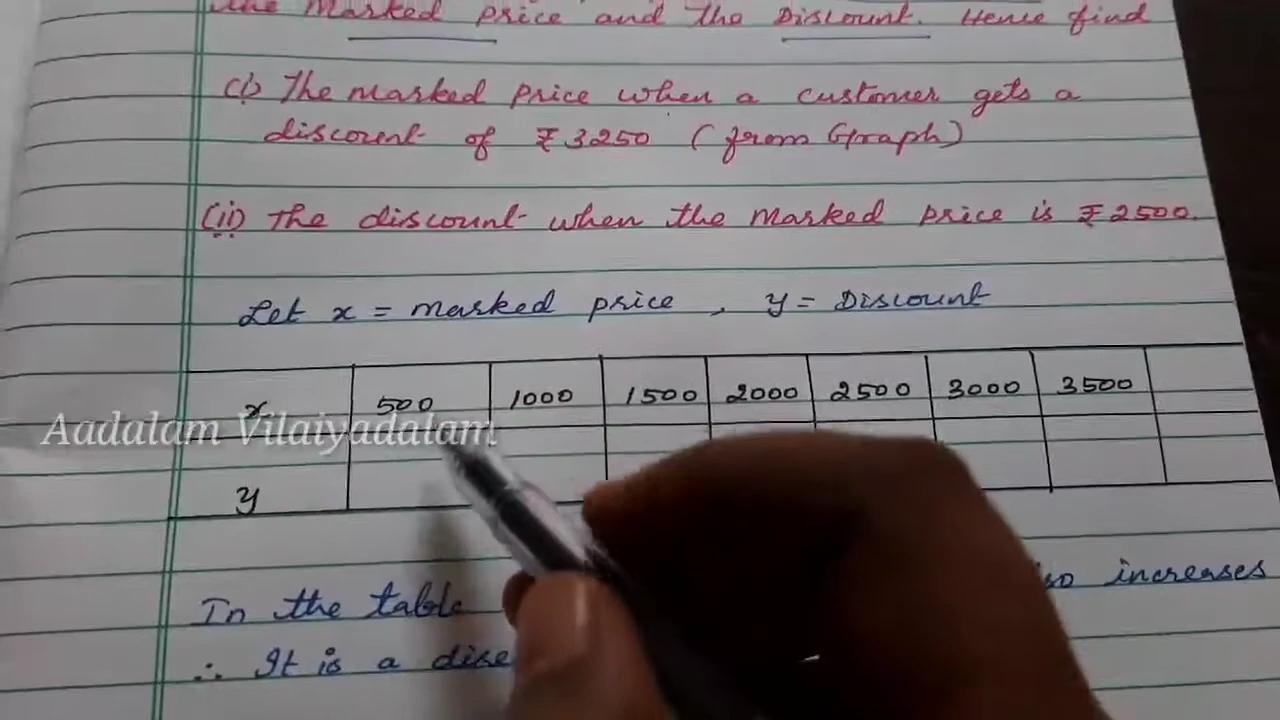 the Marked price and the Discount. Hence find
(i) The marked price when a customer gets a
discount of ₹ 3250 (from Graph)
(ii) The discount when the marked price is ₹ 2500.
Let x = marked price , y = Discount
x 500 1000 1500 2000 2500 3000 3500
Aadalam Vilaiyadalam
y
In the table increases
∴ It is a